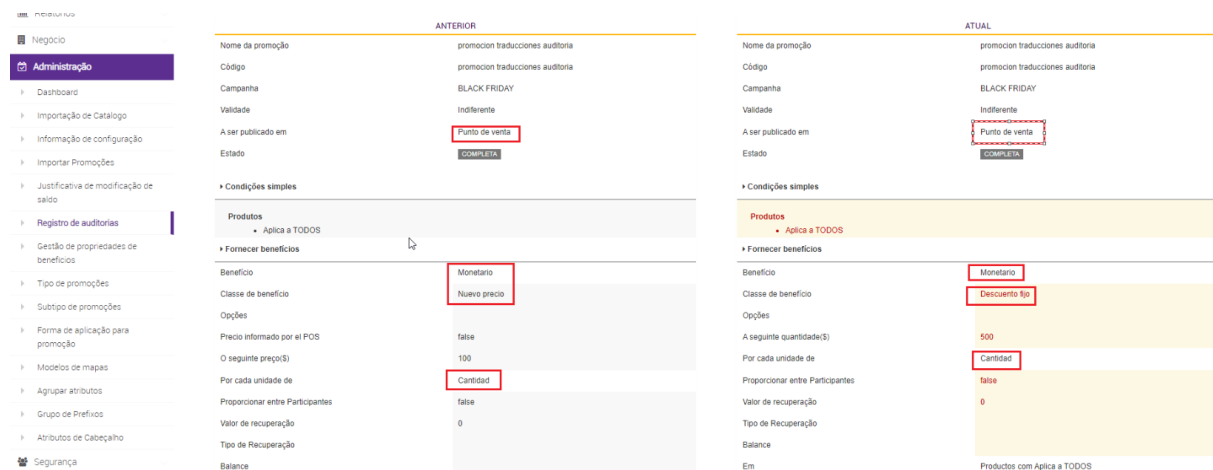 Relatórios
Negócio
Administração
Dashboard
Importação de Catalogo
Informação de configuração
Importar Promoções
Justificativa de modificação de
saldo
Registro de auditorias
Gestão de propriedades de
beneficios
Tipo de promoções
Subtipo de promoções
Forma de aplicação para
promoção
Modelos de mapas
Agrupar atributos
Grupo de Prefixos
Atributos de Cabeçalho
Segurança
ANTERIOR
Nome da promoção promocion traducciones auditoria
Código promocion traducciones auditoria
Campanha BLACK FRIDAY
Validade Indiferente
A ser publicado em Punto de venta
Estado COMPLETA
Condições simples
Produtos
Aplica a TODOS
Fornecer benefícios
Benefício Monetario
Classe de benefício Nuevo precio
Opções
Precio informado por el POS false
O seguinte preço($) 100
Por cada unidade de Cantidad
Proporcionar entre Participantes false
Valor de recuperação 0
Tipo de Recuperação
Balance
ATUAL
Nome da promoção promocion traducciones auditoria
Código promocion traducciones auditoria
Campanha BLACK FRIDAY
Validade Indiferente
A ser publicado em Punto de venta
Estado COMPLETA
Condições simples
Produtos
Aplica a TODOS
Fornecer benefícios
Benefício Monetario
Classe de benefício Descuento fijo
Opções
A seguinte quantidade($) 500
Por cada unidade de Cantidad
Proporcionar entre Participantes false
Valor de recuperação 0
Tipo de Recuperação
Balance
Em Productos com Aplica a TODOS